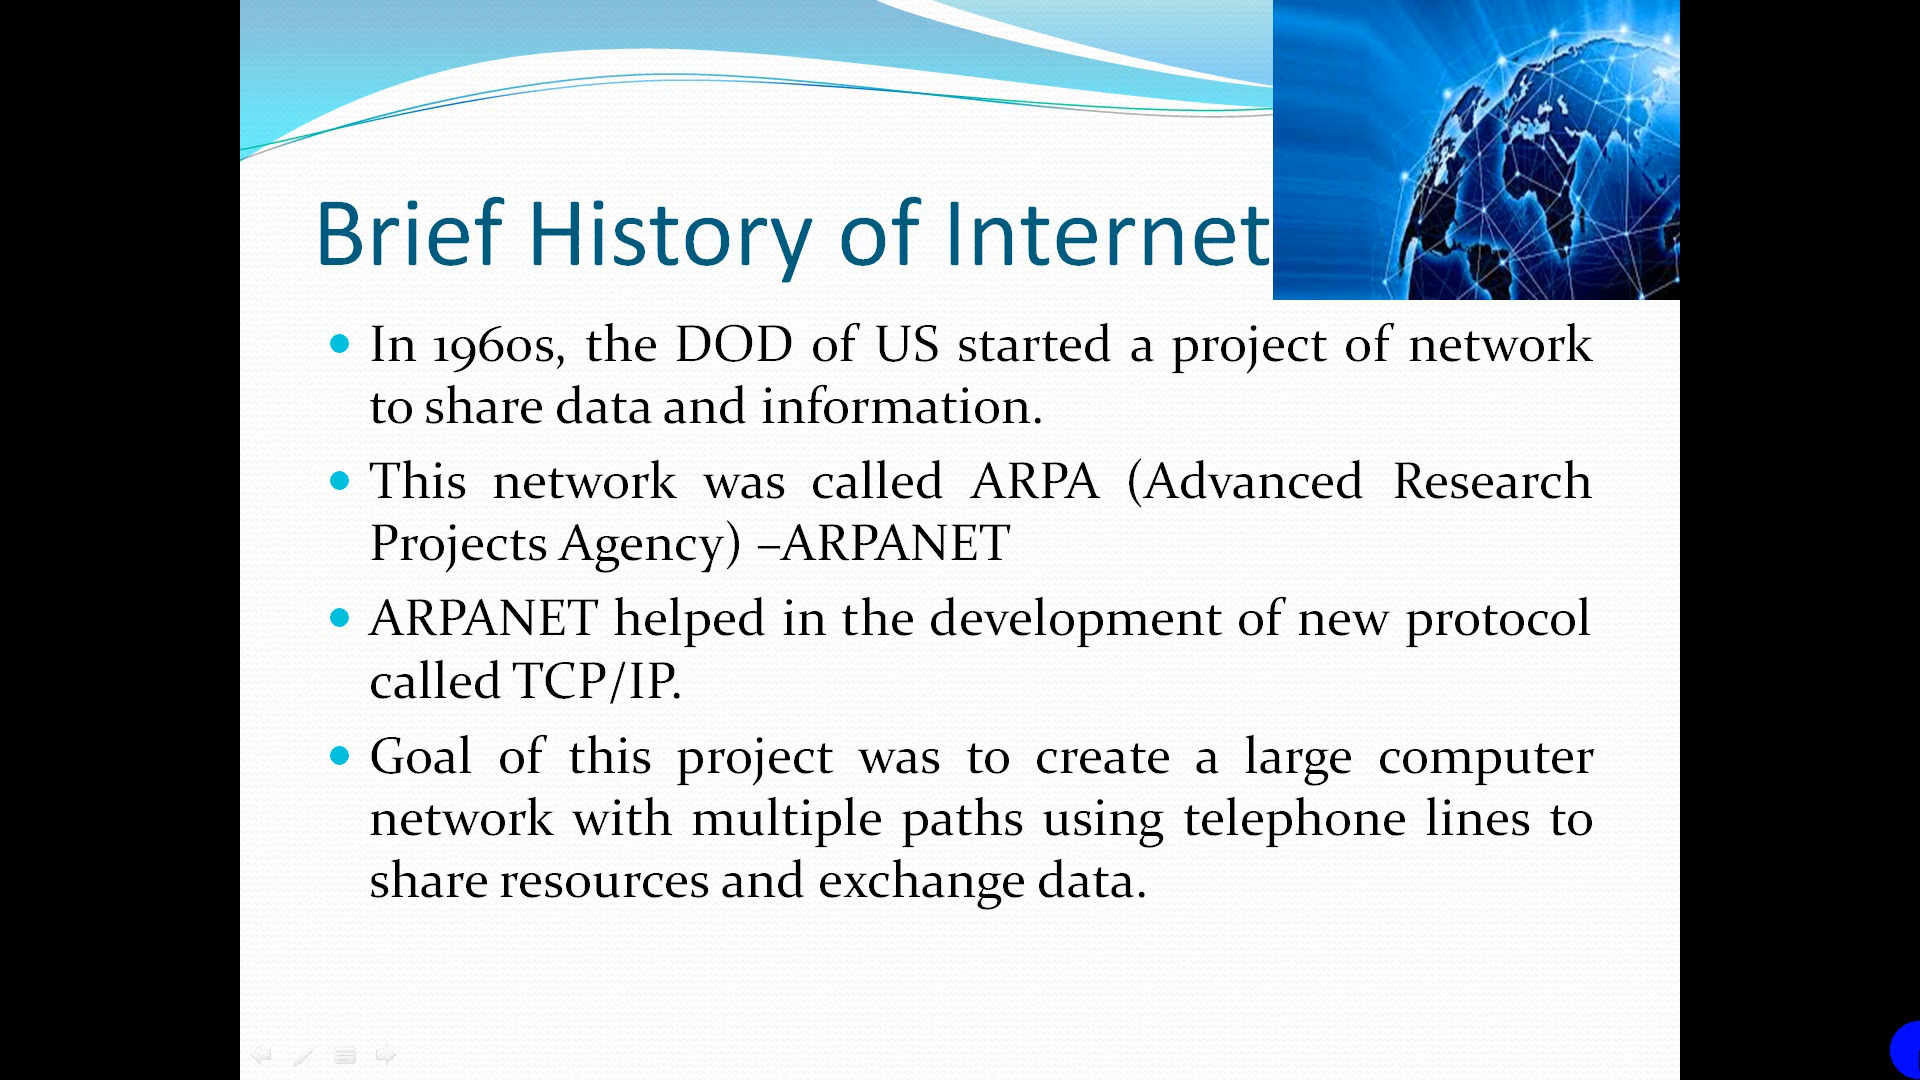 Brief History of Internet
In 1960s, the DOD of US started a project of network
to share data and information.
This network was called ARPA (Advanced Research
Projects Agency) –ARPANET
ARPANET helped in the development of new protocol
called TCP/IP.
Goal of this project was to create a large computer
network with multiple paths using telephone lines to
share resources and exchange data.